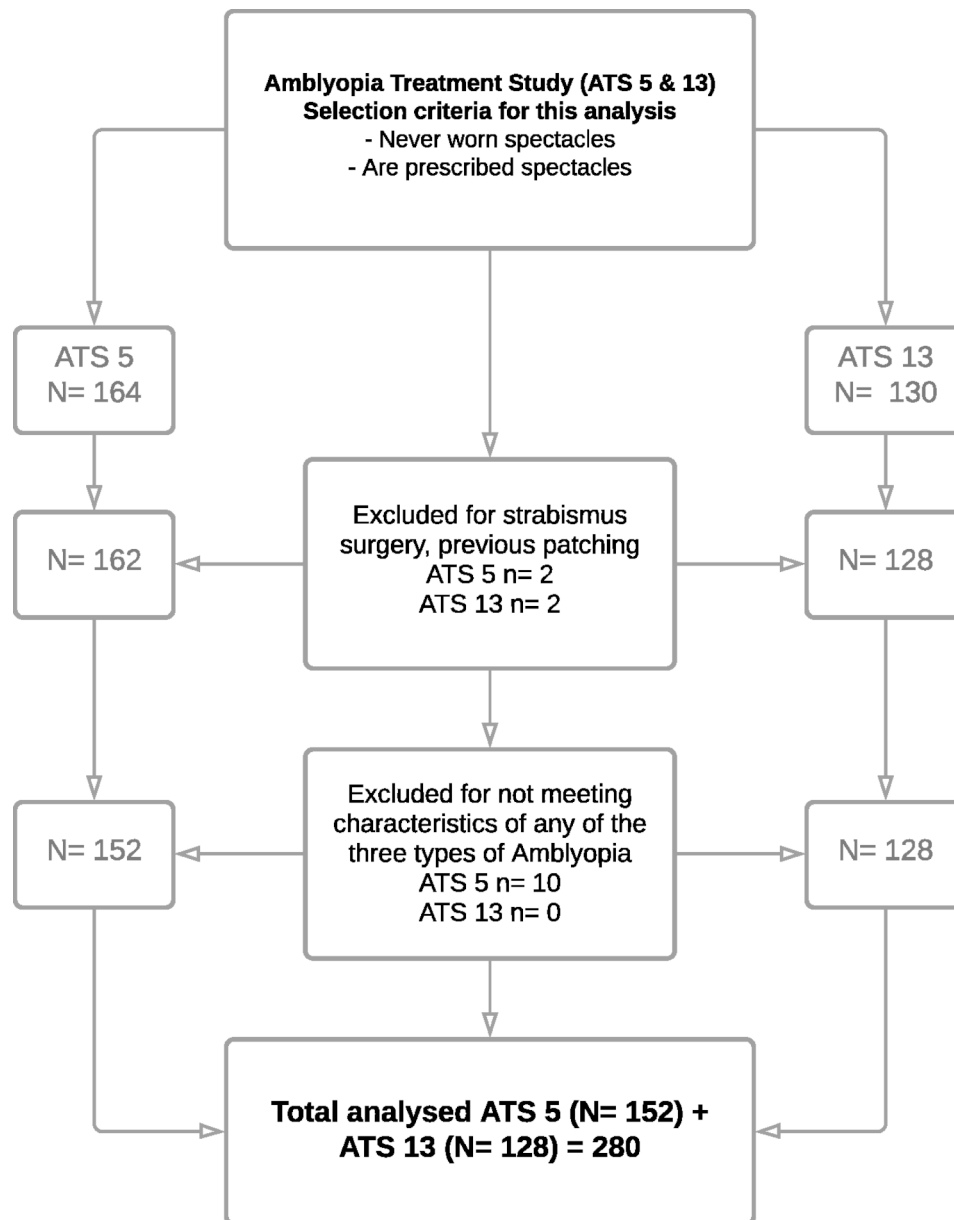 Amblyopia Treatment Study (ATS 5 & 13)
Selection criteria for this analysis
- Never worn spectacles
- Are prescribed spectacles
ATS 5
N= 164
ATS 13
N= 130
Excluded for strabismus
surgery, previous patching
ATS 5 n= 2
ATS 13 n= 2
N= 162
N= 128
Excluded for not meeting
characteristics of any of the
three types of Amblyopia
ATS 5 n= 10
ATS 13 n= 0
N= 152
N= 128
Total analysed ATS 5 (N= 152) +
ATS 13 (N= 128) = 280